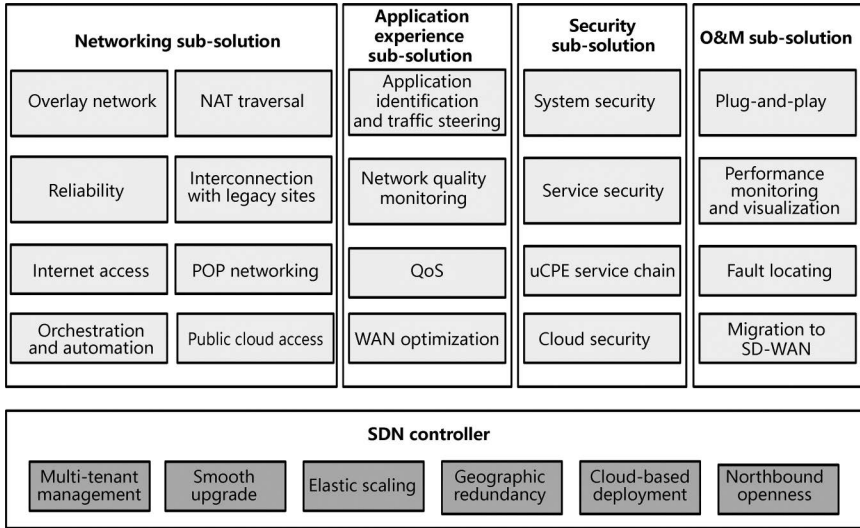 Networking sub-solution
Overlay network
NAT traversal
Reliability
Interconnection
with legacy sites
Internet access
POP networking
Orchestration
and automation
Public cloud access
Application
experience
sub-solution
Application
identification
and traffic steering
Network quality
monitoring
QoS
WAN optimization
Security
sub-solution
System security
Service security
uCPE service chain
Cloud security
O&M sub-solution
Plug-and-play
Performance
monitoring
and visualization
Fault locating
Migration to
SD-WAN
SDN controller
Multi-tenant
management
Smooth
upgrade
Elastic scaling
Geographic
redundancy
Cloud-based
deployment
Northbound
openness